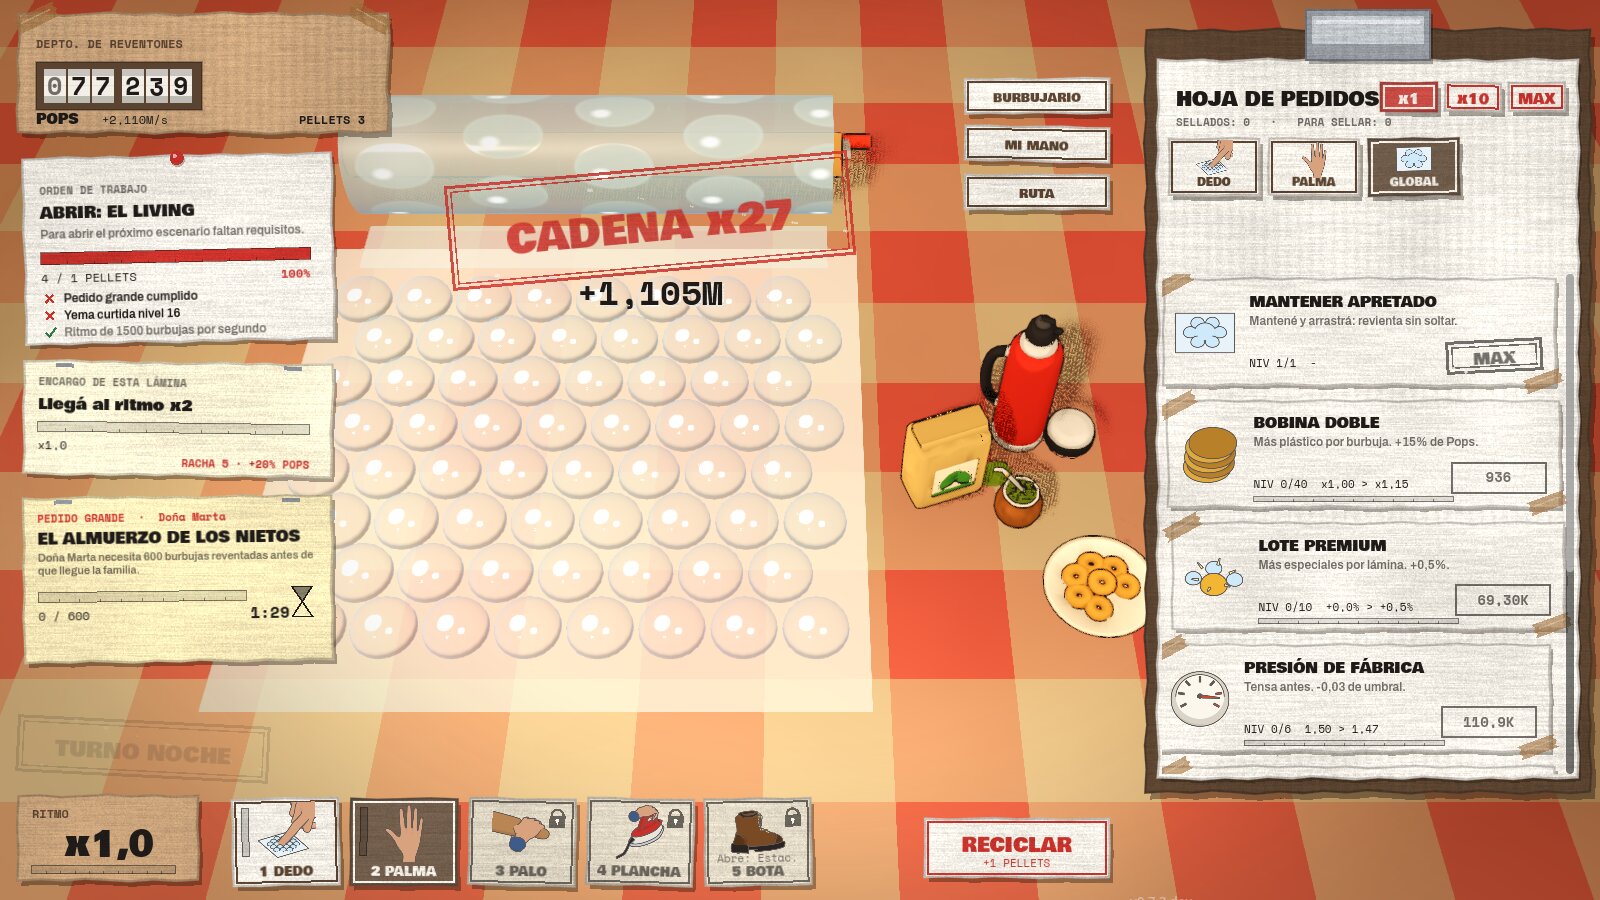 DEPTO. DE REVENTONES
077 239
POPS +2,110M/s PELLETS 3
ORDEN DE TRABAJO
ABRIR: EL LIVING
Para abrir el próximo escenario faltan requisitos.
4 / 1 PELLETS 100%
Pedido grande cumplido
Yema curtida nivel 16
Ritmo de 1500 burbujas por segundo
ENCARGO DE ESTA LÁMINA
Llegá al ritmo x2
x1,0
RACHA 5 · +20% POPS
PEDIDO GRANDE · Doña Marta
EL ALMUERZO DE LOS NIETOS
Doña Marta necesita 600 burbujas reventadas antes de
que llegue la familia.
0 / 600 1:29
TURNO NOCHE
RITMO
x1,0
CADENA x27
+1,105M
BURBUJARIO
MI MANO
RUTA
HOJA DE PEDIDOS x1 x10 MAX
SELLADOS: 0 · PARA SELLAR: 0
DEDO PALMA GLOBAL
MANTENER APRETADO
Mantené y arrastrá: revienta sin soltar.
NIV 1/1 - MAX
BOBINA DOBLE
Más plástico por burbuja. +15% de Pops.
NIV 0/40 x1,00 > x1,15 936
LOTE PREMIUM
Más especiales por lámina. +0,5%.
NIV 0/10 +0,0% > +0,5% 69,30K
PRESIÓN DE FÁBRICA
Tensa antes. -0,03 de umbral.
NIV 0/6 1,50 > 1,47 110,9K
1 DEDO
2 PALMA
3 PALO
4 PLANCHA
Abre: Estac.
5 BOTA
RECICLAR
+1 PELLETS